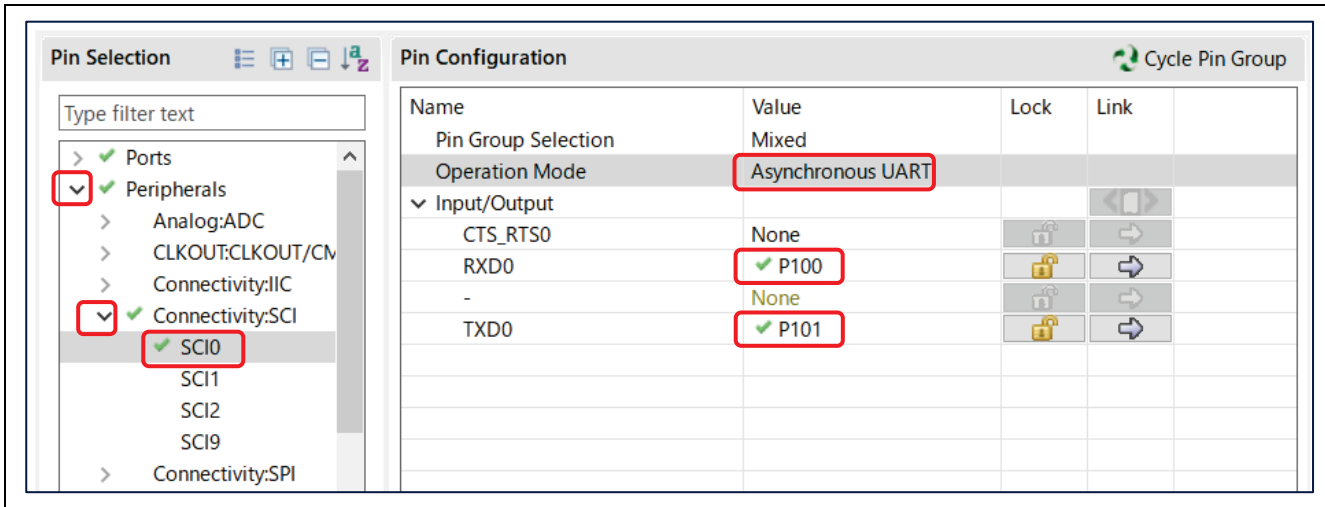 Pin Selection
Type filter text
Ports
Peripherals
Analog:ADC
CLKOUT:CLKOUT/CM
Connectivity:IIC
Connectivity:SCI
SCI0
SCI1
SCI2
SCI9
Connectivity:SPI
Pin Configuration Cycle Pin Group
Name Value Lock Link
Pin Group Selection Mixed
Operation Mode Asynchronous UART
Input/Output
CTS_RTS0 None
RXD0 P100
- None
TXD0 P101